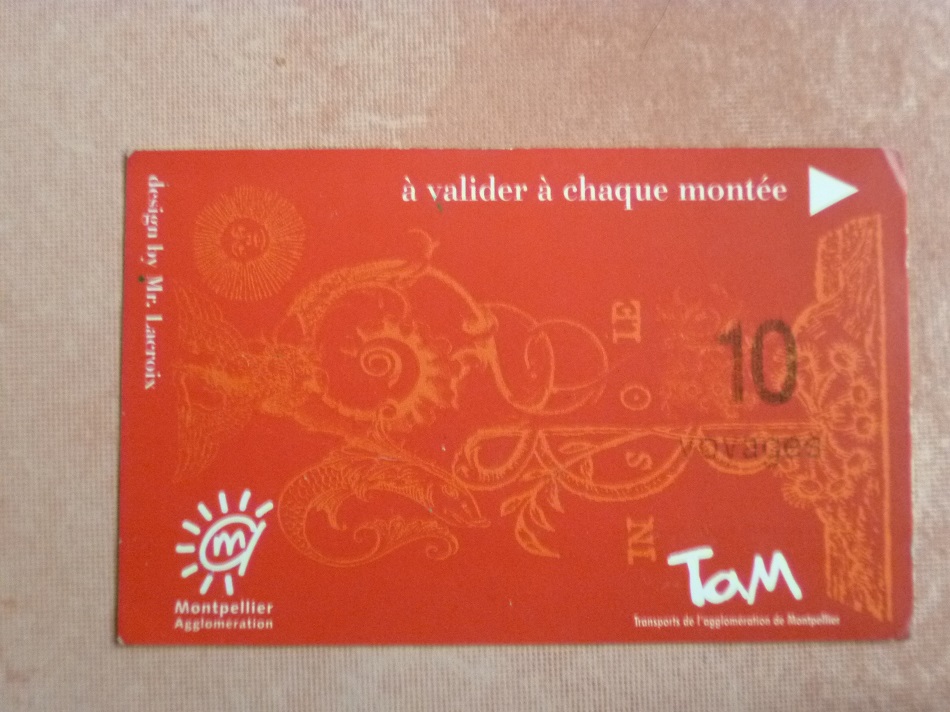 à valider à chaque montée
design by Mr. Lacroix
10
voyages
IN SOLE
m
Montpellier
Agglomération
TaM
Transports de l'agglomération de Montpellier